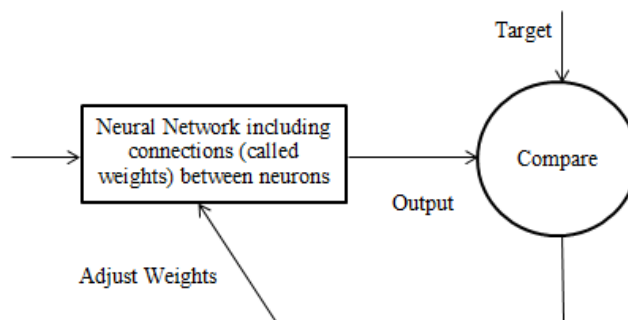 Target
Neural Network including
connections (called
weights) between neurons
Compare
Output
Adjust Weights